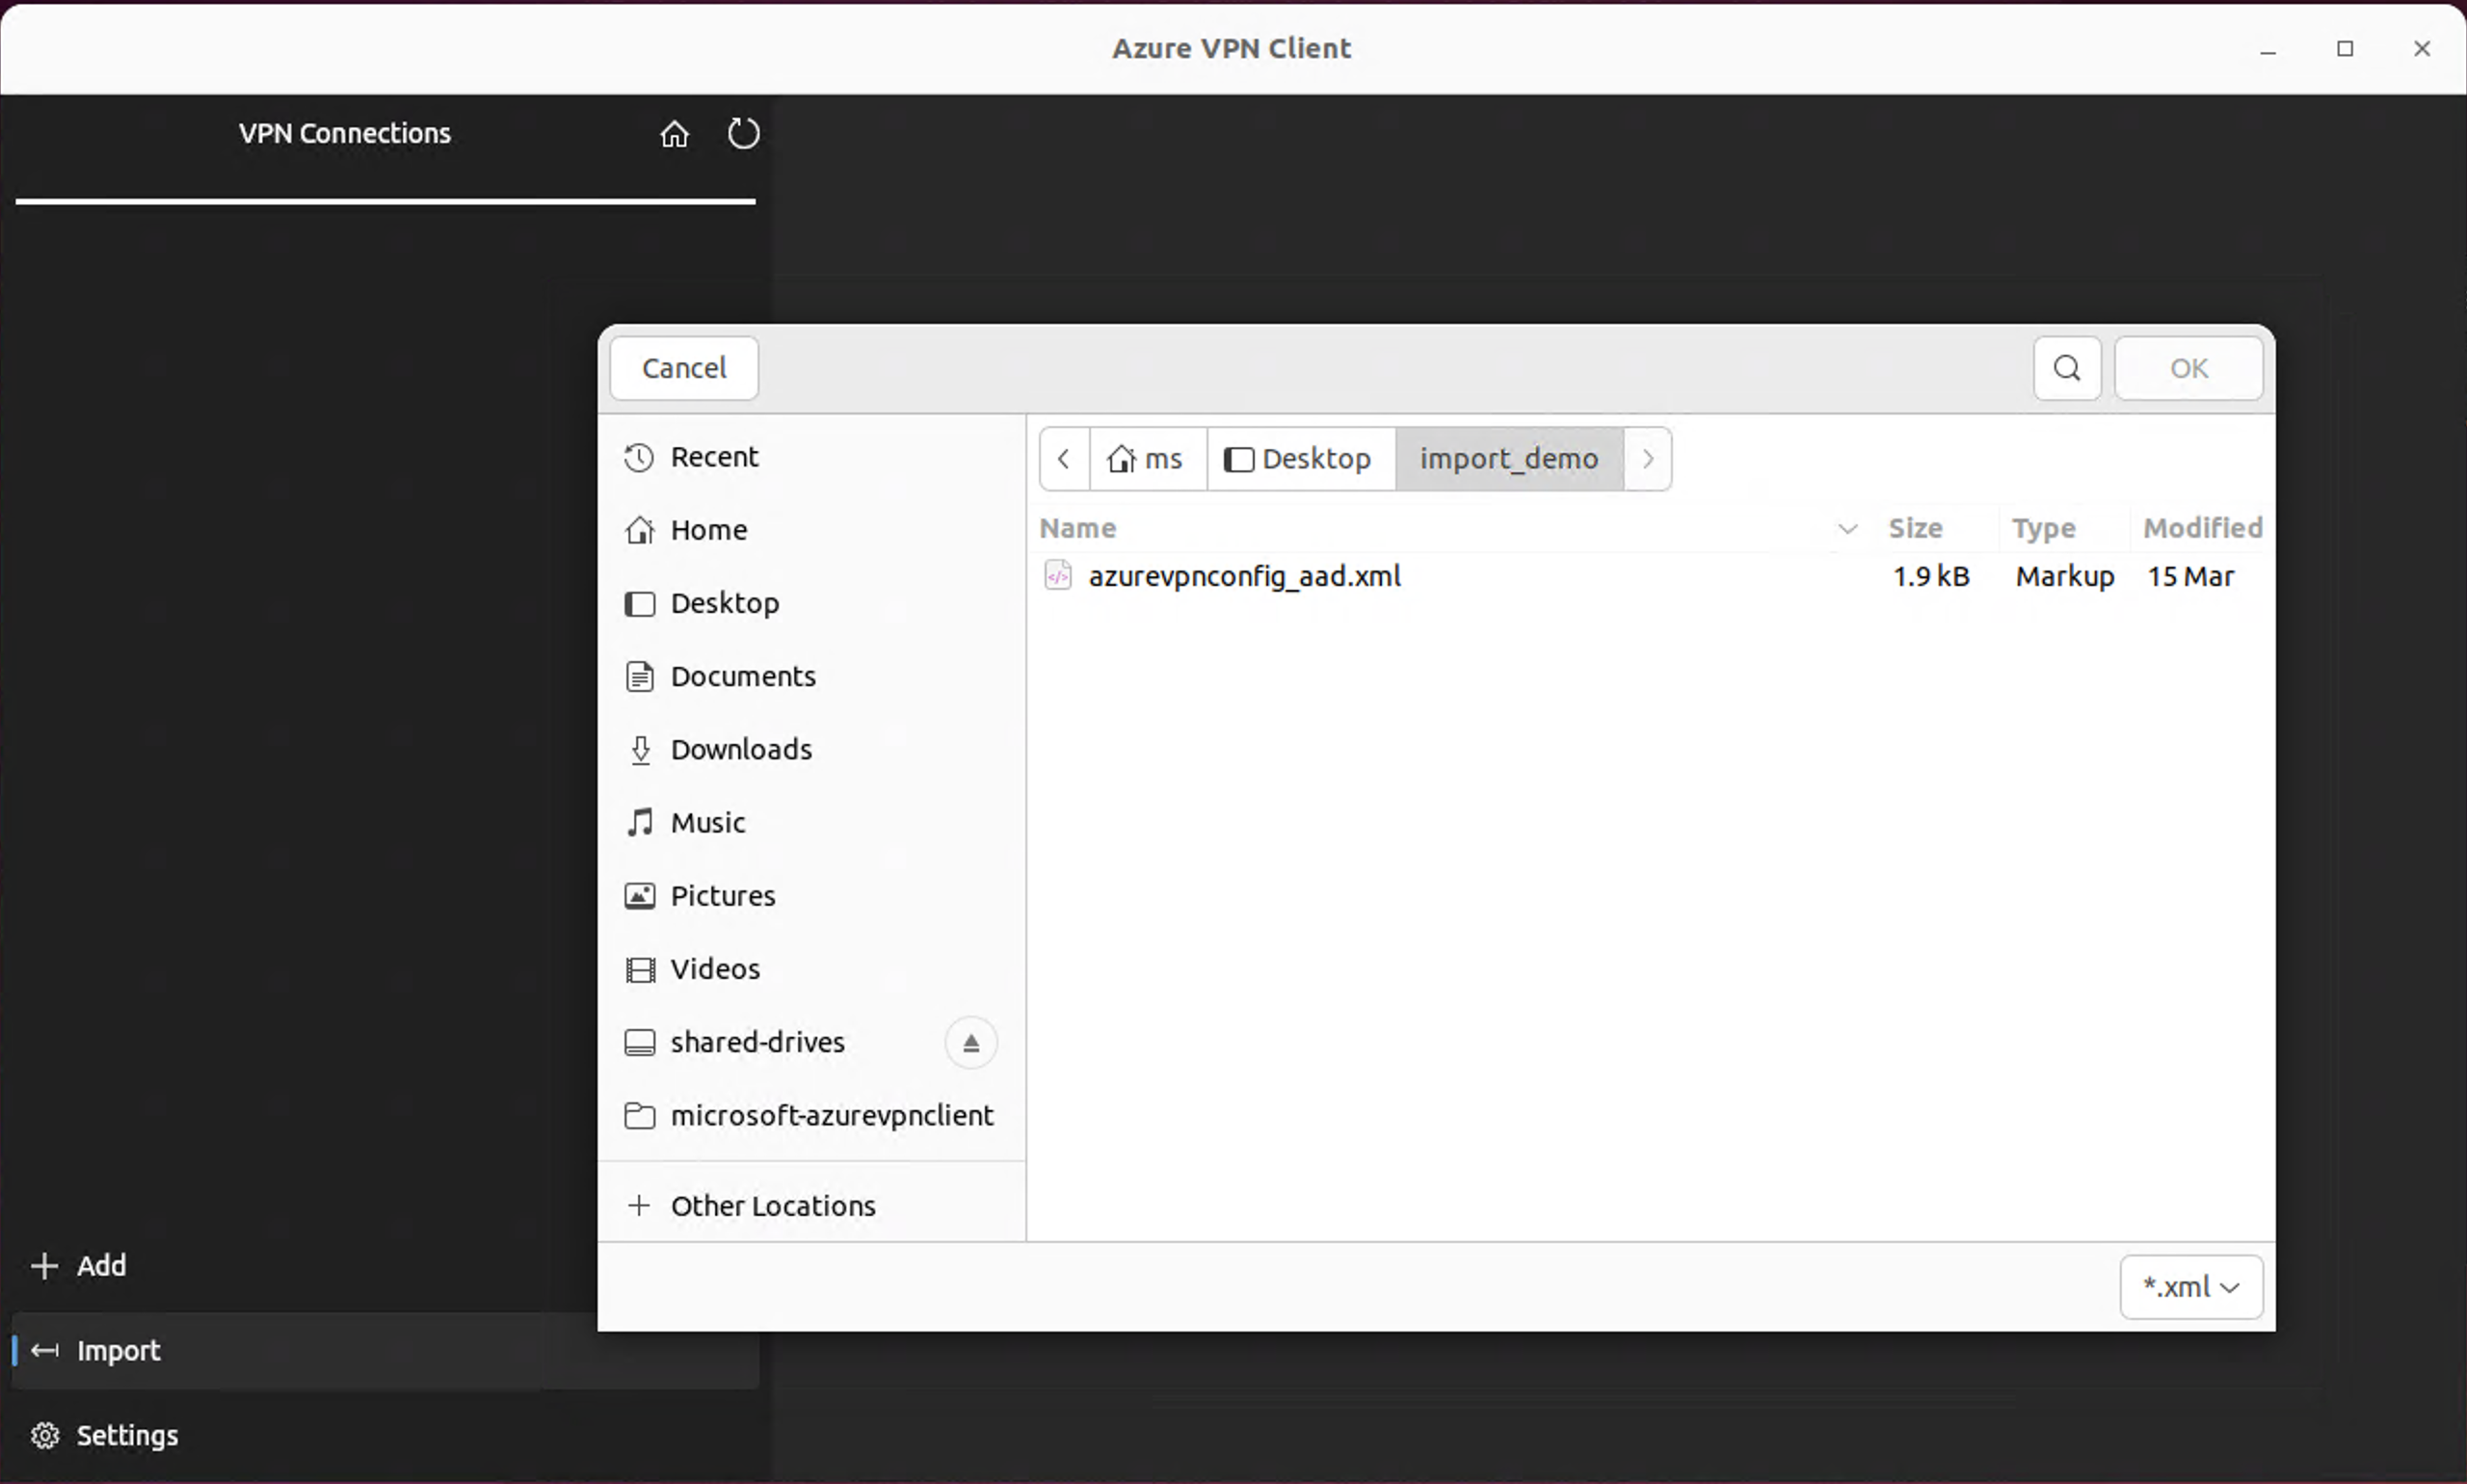 Azure VPN Client
VPN Connections
Cancel
OK
Recent
Home
Desktop
Documents
Downloads
Music
Pictures
Videos
shared-drives
microsoft-azurevpnclient
Other Locations
ms Desktop import_demo
Name Size Type Modified
azurevpnconfig_aad.xml 1.9 kB Markup 15 Mar
*.xml
Add
Import
Settings